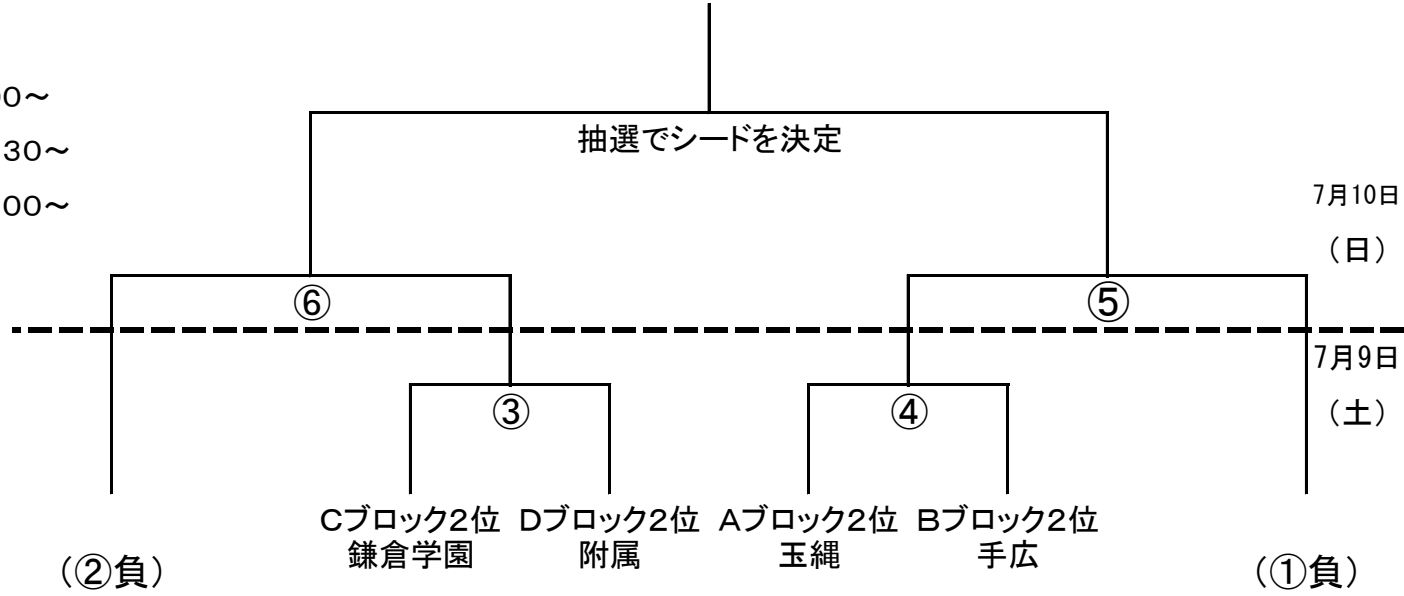 00～
抽選でシードを決定
30～
00～
7月10日
（日）
⑥
⑤
7月9日
（土）
③
④
Cブロック２位 Dブロック２位 Aブロック２位 Bブロック２位
鎌倉学園 附属 玉縄 手広
（②負）
（①負）